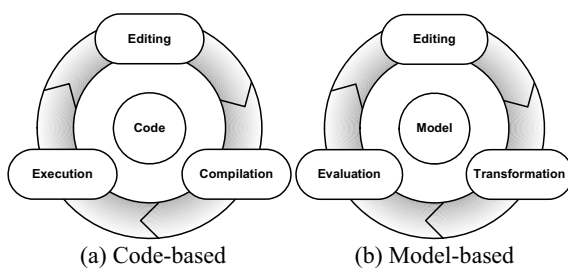 Editing
Code
Execution
Compilation
(a) Code-based
Editing
Model
Evaluation
Transformation
(b) Model-based